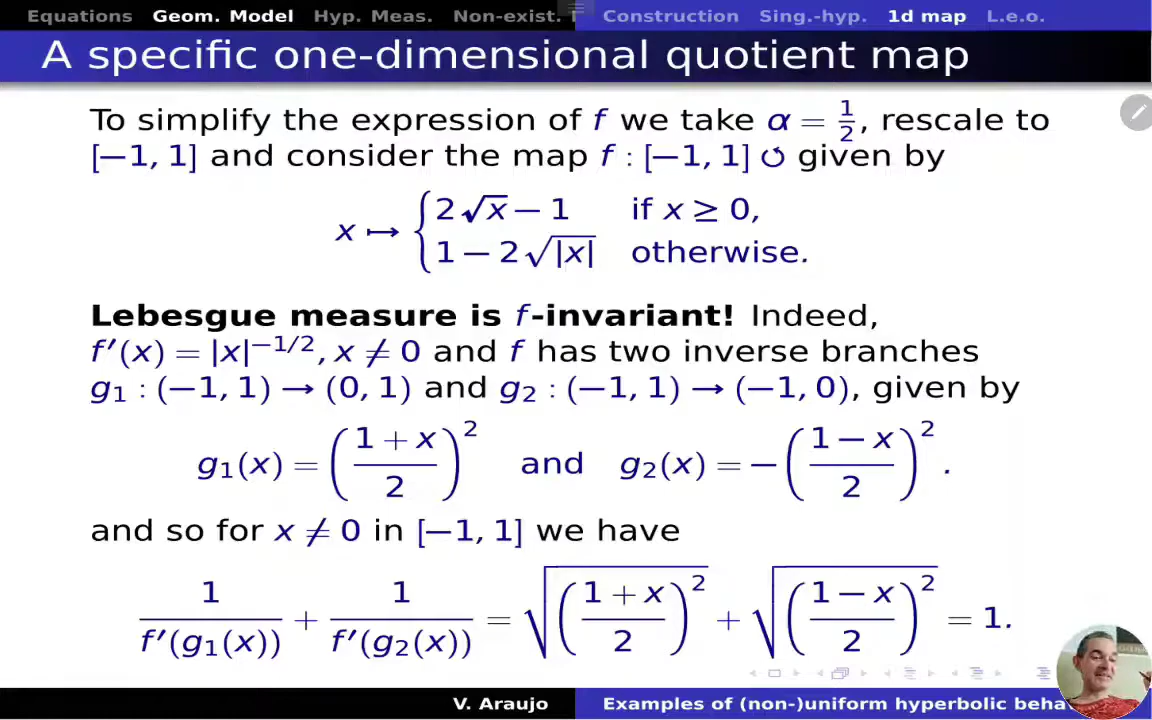 Equations Geom. Model Hyp. Meas. Non-exist. T Construction Sing.-hyp. 1d map L.e.o.
A specific one-dimensional quotient map
To simplify the expression of f we take α = 1/2, rescale to
[−1, 1] and consider the map f : [−1, 1] ↺ given by
x ↦ { 2√x − 1 if x ≥ 0,
1 − 2√|x| otherwise.
Lebesgue measure is f-invariant! Indeed,
f′(x) = |x|^{−1/2}, x ≠ 0 and f has two inverse branches
g₁ : (−1, 1) → (0, 1) and g₂ : (−1, 1) → (−1, 0), given by
g₁(x) = ((1 + x)/2)² and g₂(x) = −((1 − x)/2)².
and so for x ≠ 0 in [−1, 1] we have
1/f′(g₁(x)) + 1/f′(g₂(x)) = √((1 + x)/2)² + √((1 − x)/2)² = 1.
V. Araujo Examples of (non-)uniform hyperbolic beha